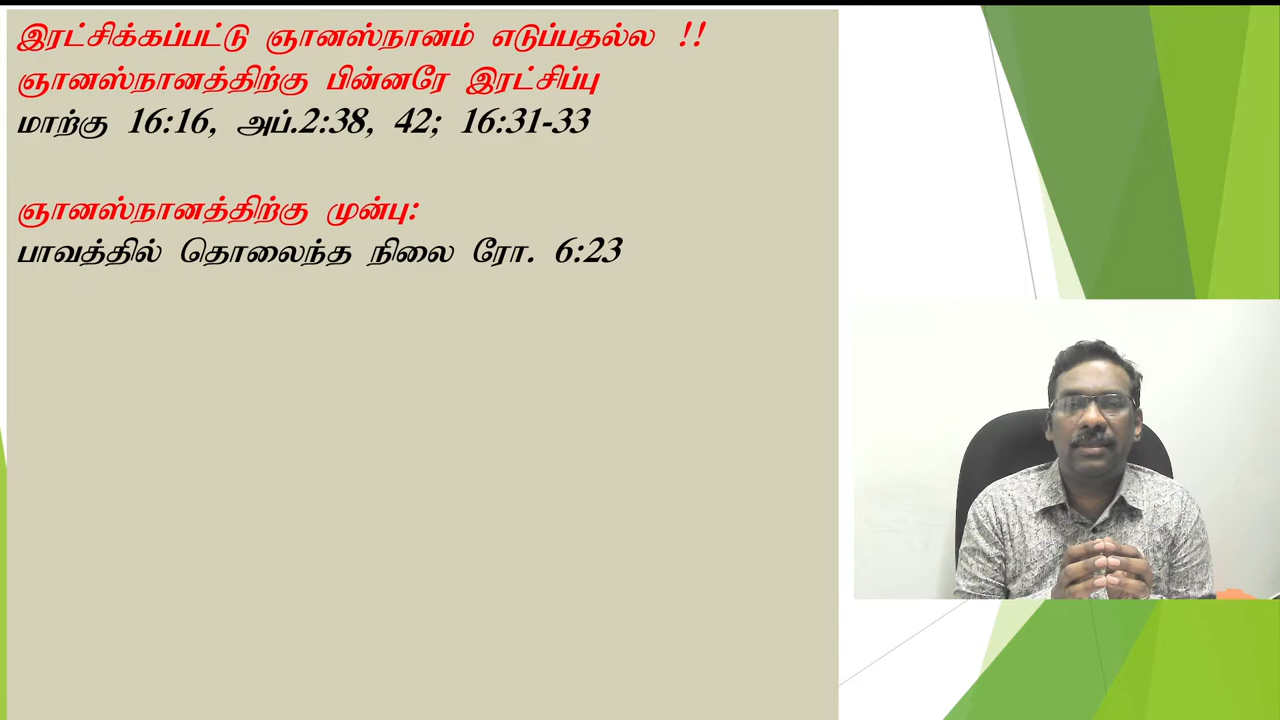 இரட்சிக்கப்பட்டு ஞானஸ்நானம் எடுப்பதல்ல !!
ஞானஸ்நானத்திற்கு பின்னரே இரட்சிப்பு
மாற்கு 16:16, அப்.2:38, 42; 16:31-33
ஞானஸ்நானத்திற்கு முன்பு:
பாவத்தில் தொலைந்த நிலை ரோ. 6:23